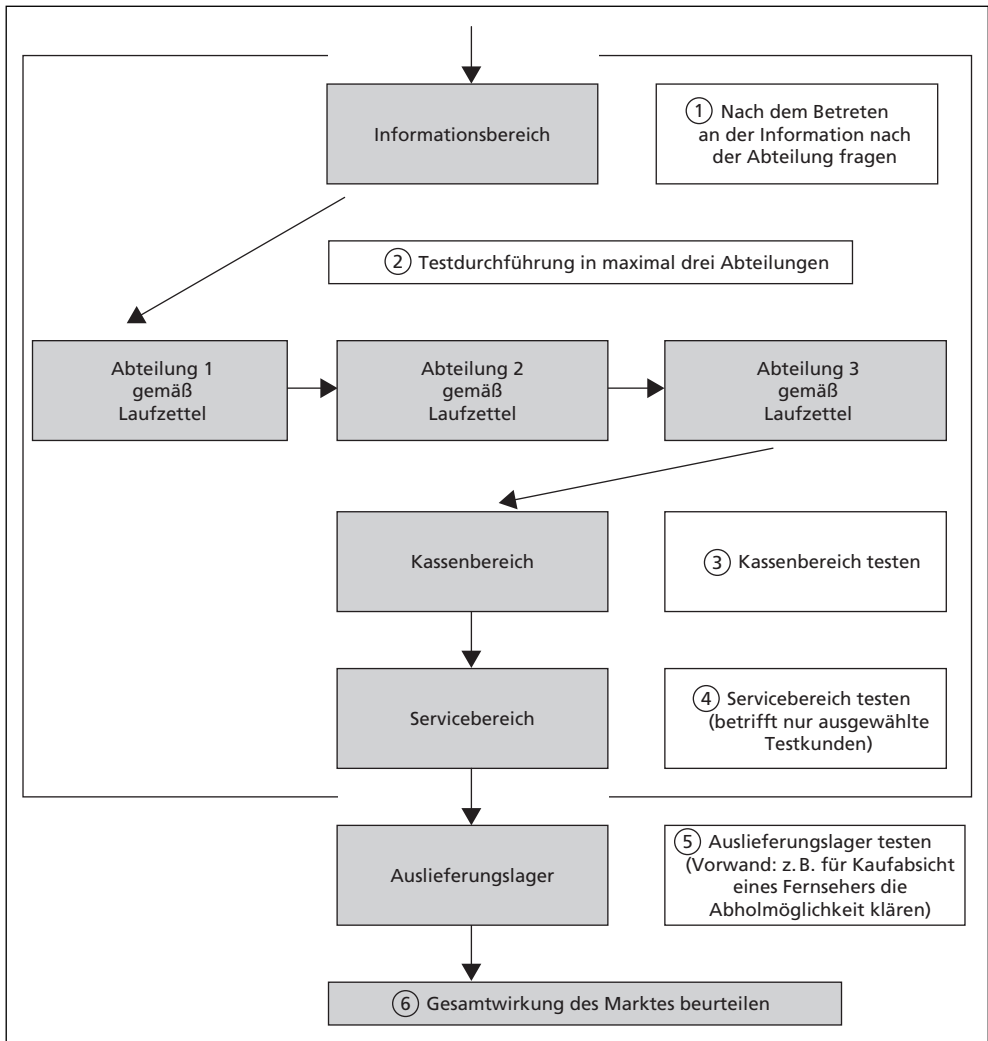 Informationsbereich
① Nach dem Betreten
an der Information nach
der Abteilung fragen
② Testdurchführung in maximal drei Abteilungen
Abteilung 1
gemäß
Laufzettel
Abteilung 2
gemäß
Laufzettel
Abteilung 3
gemäß
Laufzettel
Kassenbereich
③ Kassenbereich testen
Servicebereich
④ Servicebereich testen
(betrifft nur ausgewählte
Testkunden)
Auslieferungslager
⑤ Auslieferungslager testen
(Vorwand: z. B. für Kaufabsicht
eines Fernsehers die
Abholmöglichkeit klären)
⑥ Gesamtwirkung des Marktes beurteilen